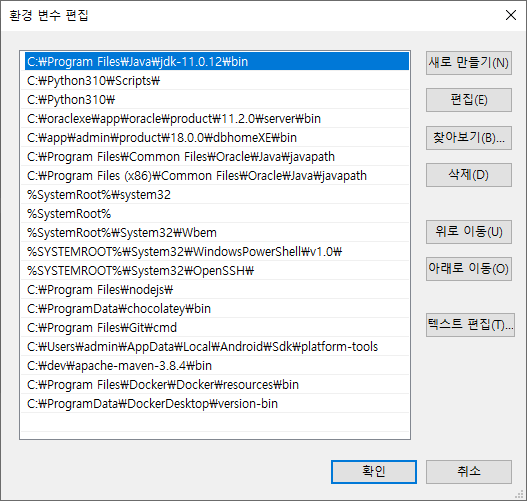 환경 변수 편집
C:₩Program Files₩Java₩jdk-11.0.12₩bin
C:₩Python310₩Scripts₩
C:₩Python310₩
C:₩oraclexe₩app₩oracle₩product₩11.2.0₩server₩bin
C:₩app₩admin₩product₩18.0.0₩dbhomeXE₩bin
C:₩Program Files₩Common Files₩Oracle₩Java₩javapath
C:₩Program Files (x86)₩Common Files₩Oracle₩Java₩javapath
%SystemRoot%₩system32
%SystemRoot%
%SystemRoot%₩System32₩Wbem
%SYSTEMROOT%₩System32₩WindowsPowerShell₩v1.0₩
%SYSTEMROOT%₩System32₩OpenSSH₩
C:₩Program Files₩nodejs₩
C:₩ProgramData₩chocolatey₩bin
C:₩Program Files₩Git₩cmd
C:₩Users₩admin₩AppData₩Local₩Android₩Sdk₩platform-tools
C:₩dev₩apache-maven-3.8.4₩bin
C:₩Program Files₩Docker₩Docker₩resources₩bin
C:₩ProgramData₩DockerDesktop₩version-bin
새로 만들기(N)
편집(E)
찾아보기(B)...
삭제(D)
위로 이동(U)
아래로 이동(O)
텍스트 편집(T)...
확인
취소